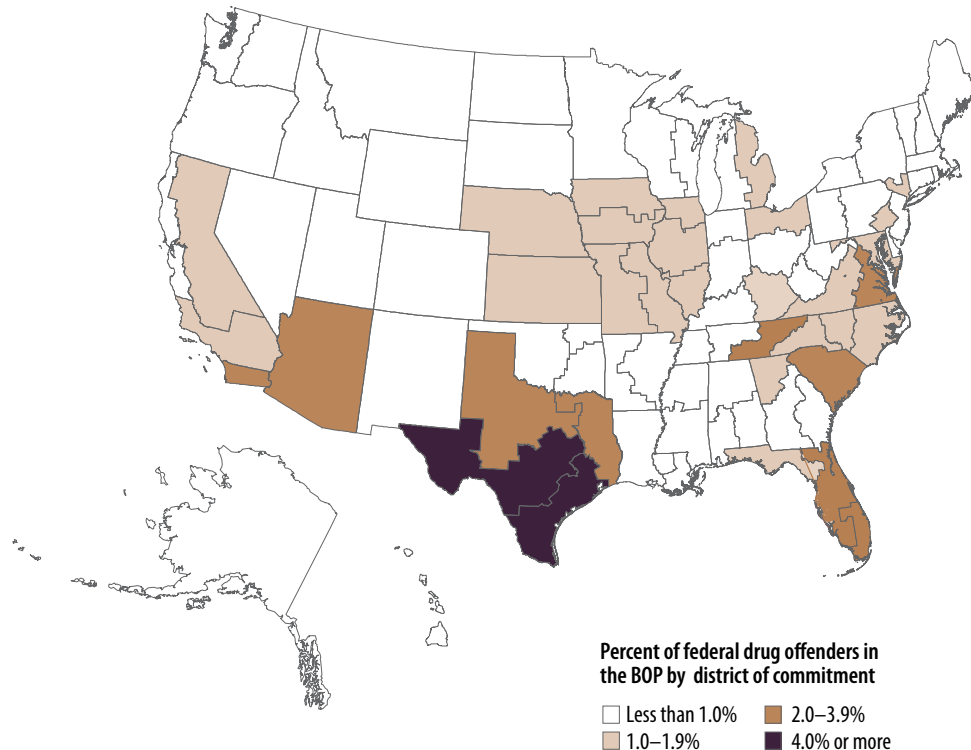 Percent of federal drug offenders in
the BOP by district of commitment
Less than 1.0%
2.0–3.9%
1.0–1.9%
4.0% or more